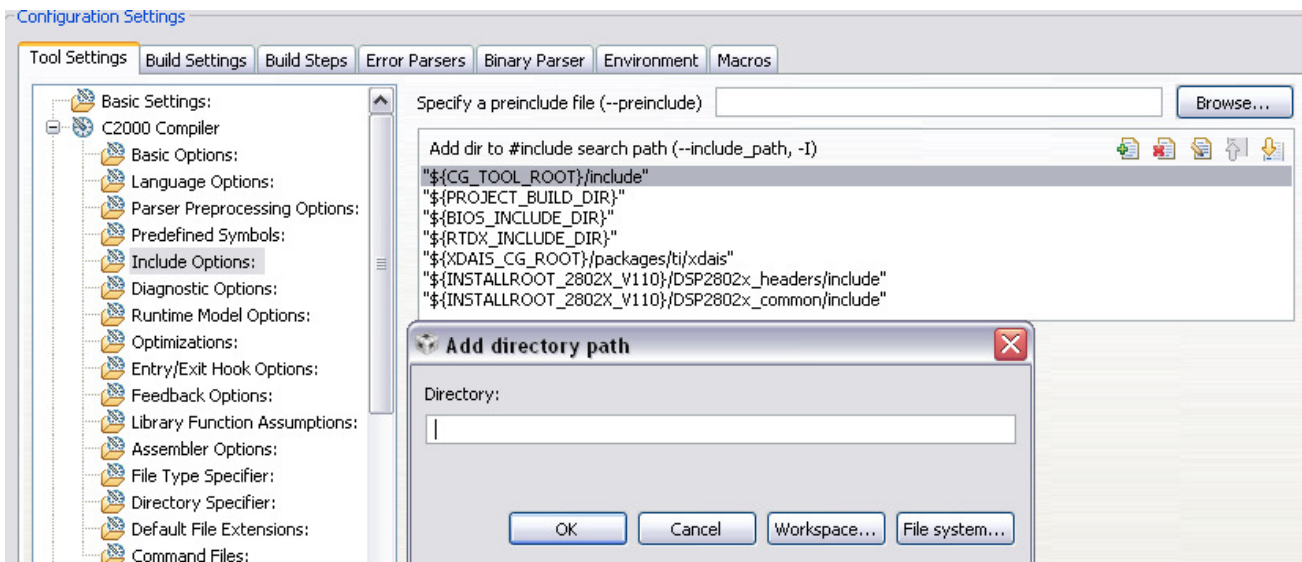 Configuration Settings
Tool Settings Build Settings Build Steps Error Parsers Binary Parser Environment Macros
Basic Settings:
C2000 Compiler
Basic Options:
Language Options:
Parser Preprocessing Options:
Predefined Symbols:
Include Options:
Diagnostic Options:
Runtime Model Options:
Optimizations:
Entry/Exit Hook Options:
Feedback Options:
Library Function Assumptions:
Assembler Options:
File Type Specifier:
Directory Specifier:
Default File Extensions:
Command Files:
Specify a preinclude file (--preinclude) Browse...
Add dir to #include search path (--include_path, -I)
"${CG_TOOL_ROOT}/include"
"${PROJECT_BUILD_DIR}"
"${BIOS_INCLUDE_DIR}"
"${RTDX_INCLUDE_DIR}"
"${XDAIS_CG_ROOT}/packages/ti/xdais"
"${INSTALLROOT_2802X_V110}/DSP2802x_headers/include"
"${INSTALLROOT_2802X_V110}/DSP2802x_common/include"
Add directory path
Directory:
OK Cancel Workspace... File system...